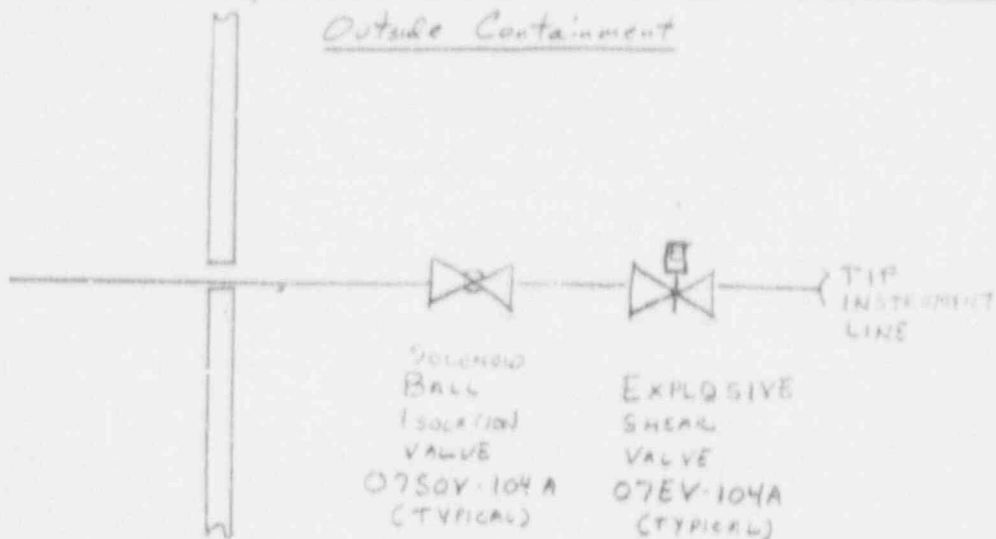 Outside Containment
SOLENOID
BALL
ISOLATION
VALVE
07SOV-104A
(TYPICAL)
EXPLOSIVE
SHEAR
VALVE
07EV-104A
(TYPICAL)
TIP
INSTRUMENT
LINE